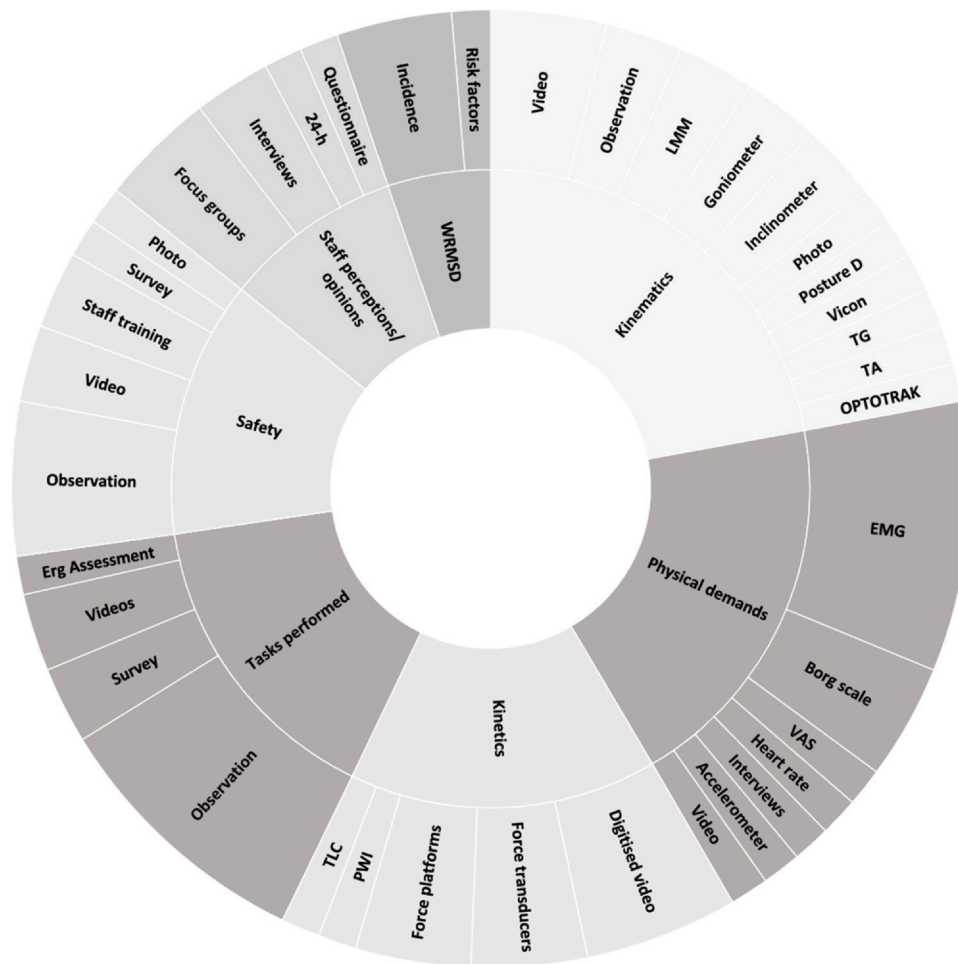 Kinematics
Video
Observation
LMM
Goniometer
Inclinometer
Photo
Posture D
Vicon
TG
TA
OPTOTRAK
Physical demands
EMG
Borg scale
VAS
Heart rate
Interviews
Accelerometer
Video
Kinetics
Digitised video
Force transducers
Force platforms
PWI
TLC
Tasks performed
Observation
Survey
Videos
Erg Assessment
Safety
Observation
Video
Staff training
Survey
Photo
Staff perceptions/
opinions
Focus groups
Interviews
24-h
Questionnaire
WRMSD
Incidence
Risk factors